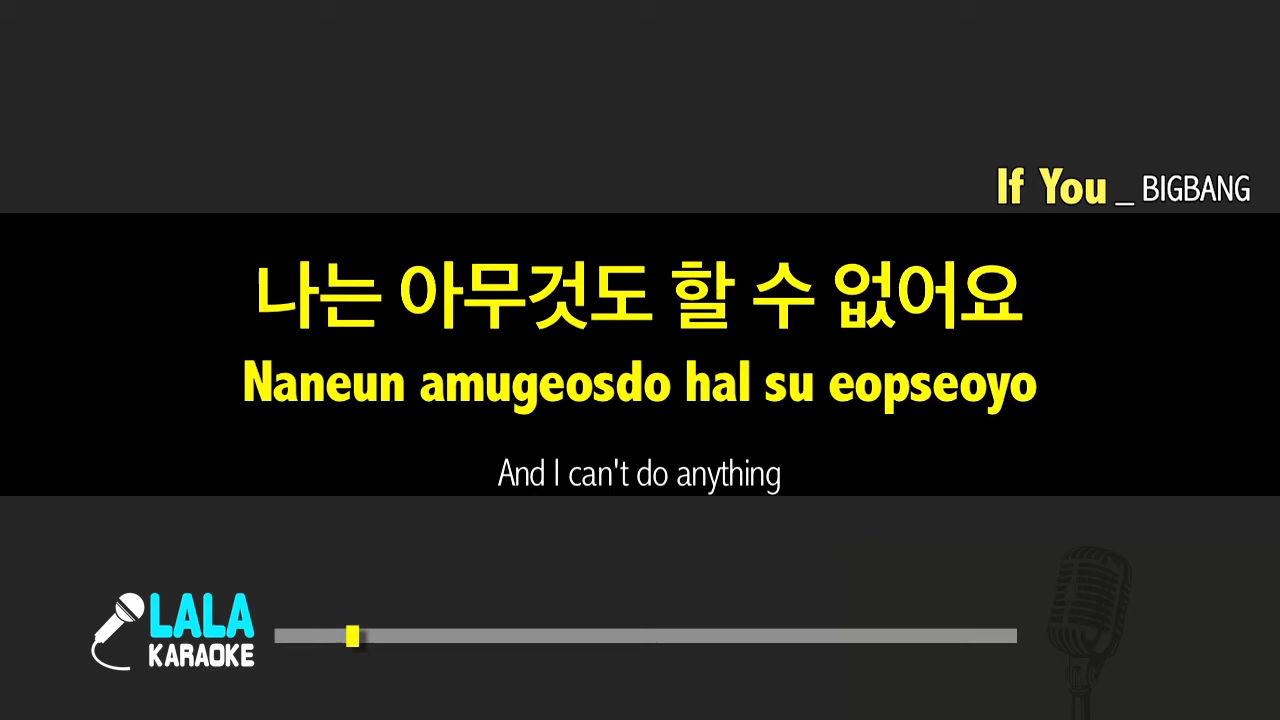 If You _ BIGBANG
나는 아무것도 할 수 없어요
Naneun amugeosdo hal su eopseoyo
And I can't do anything
LALA
KARAOKE